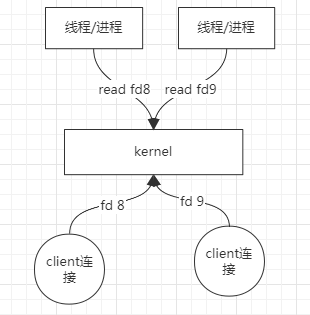 线程/进程
线程/进程
read fd8
read fd9
kernel
fd 8
fd 9
client连
接
client连
接